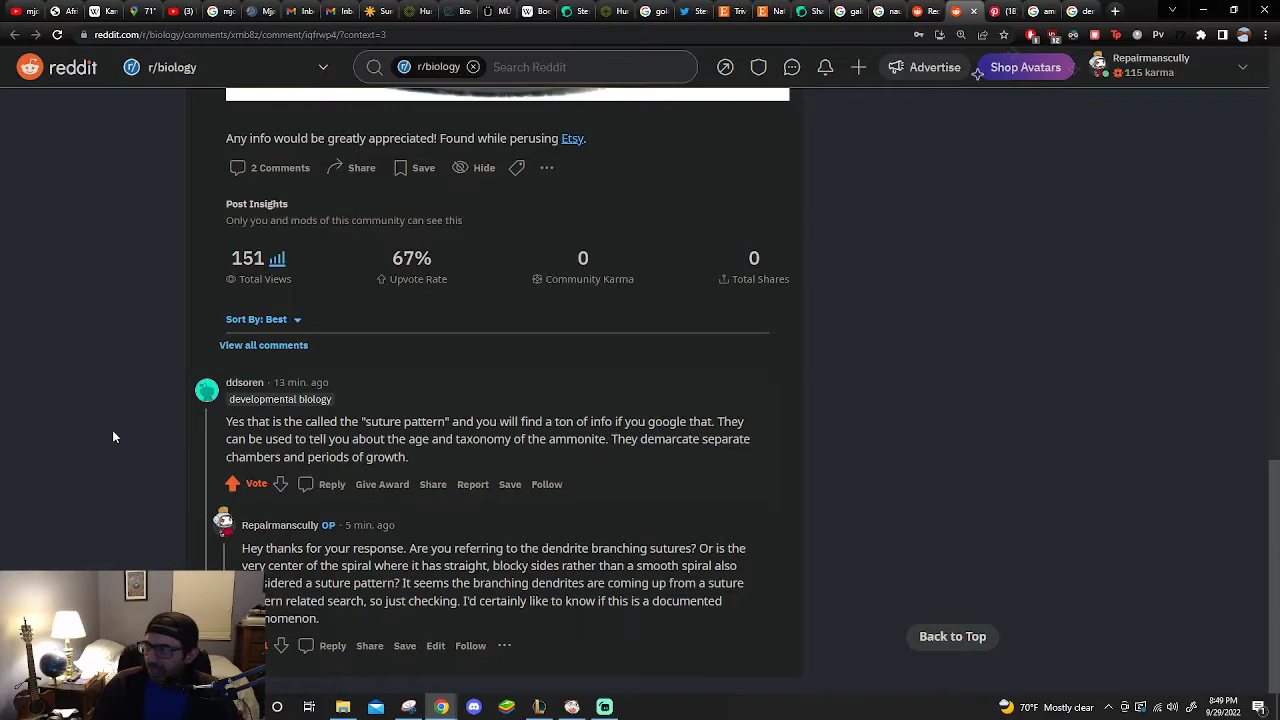 reddit.com/r/biology/comments/xrnb8z/comment/iqfrwp4/?context=3
reddit r/biology r/biology Search Reddit Advertise Shop Avatars Repairmanscully
115 karma
Any info would be greatly appreciated! Found while perusing Etsy.
2 Comments Share Save Hide
Post Insights
Only you and mods of this community can see this
151 67% 0 0
Total Views Upvote Rate Community Karma Total Shares
Sort By: Best
View all comments
ddsoren · 13 min. ago
developmental biology
Yes that is the called the "suture pattern" and you will find a ton of info if you google that. They
can be used to tell you about the age and taxonomy of the ammonite. They demarcate separate
chambers and periods of growth.
Vote Reply Give Award Share Report Save Follow
Repairmanscully OP · 5 min. ago
Hey thanks for your response. Are you referring to the dendrite branching sutures? Or is the
very center of the spiral where it has straight, blocky sides rather than a smooth spiral also
sidered a suture pattern? It seems the branching dendrites are coming up from a suture
ern related search, so just checking. I'd certainly like to know if this is a documented
nomenon.
Reply Share Save Edit Follow
Back to Top
70°F Mostly clear
8:49 PM
9/29/2022